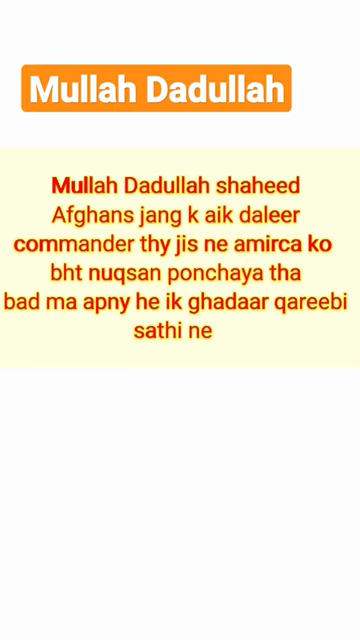 Mullah Dadullah
Mullah Dadullah shaheed
Afghans jang k aik daleer
commander thy jis ne amirca ko
bht nuqsan ponchaya tha
bad ma apny he ik ghadaar qareebi
sathi ne